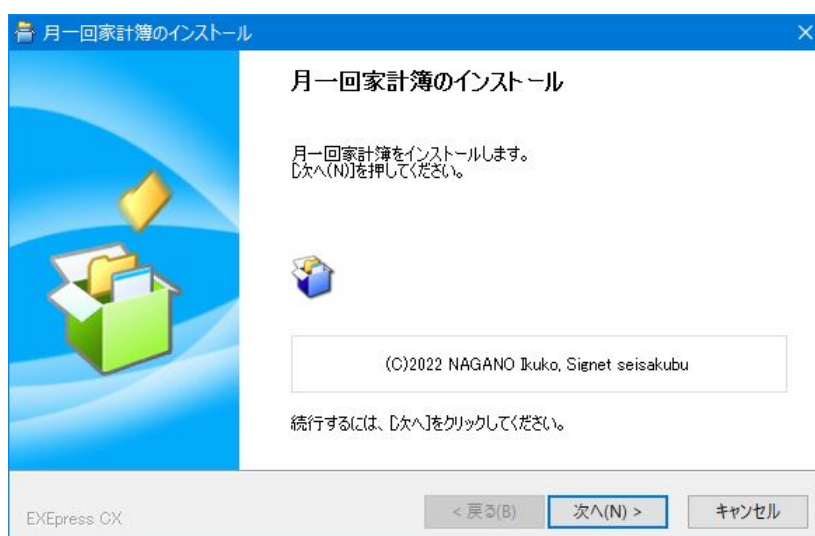 月一回家計簿のインストール
月一回家計簿のインストール
月一回家計簿をインストールします。
[次へ(N)]を押してください。
(C)2022 NAGANO Ikuko, Signet seisakubu
続行するには、[次へ]をクリックしてください。
EXEpress CX
< 戻る(B)
次へ(N) >
キャンセル